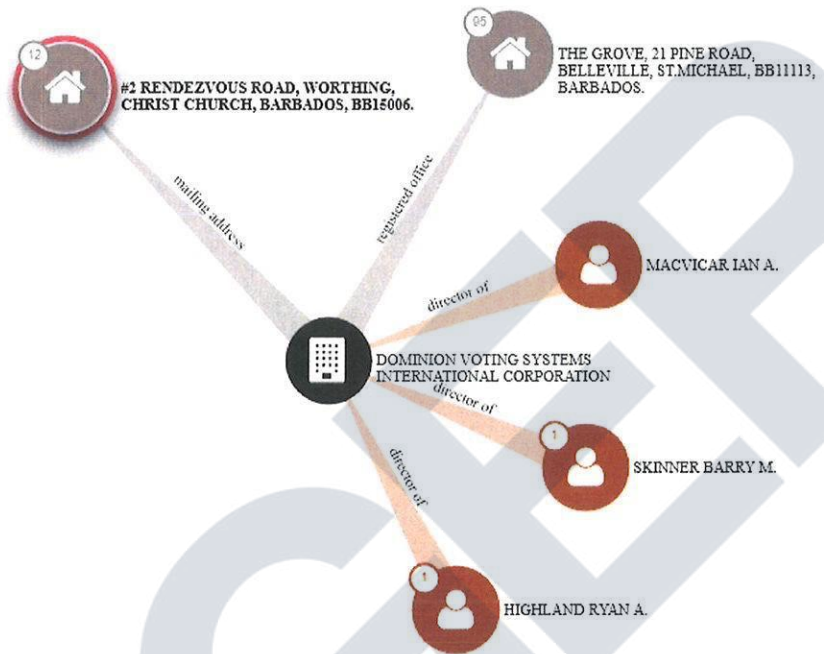 12
#2 RENDEZVOUS ROAD, WORTHING,
CHRIST CHURCH, BARBADOS, BB15006.
95
THE GROVE, 21 PINE ROAD,
BELLEVILLE, ST.MICHAEL, BB11113,
BARBADOS.
mailing address
registered office
director of
MACVICAR IAN A.
DOMINION VOTING SYSTEMS
INTERNATIONAL CORPORATION
director of
1
SKINNER BARRY M.
director of
1
HIGHLAND RYAN A.